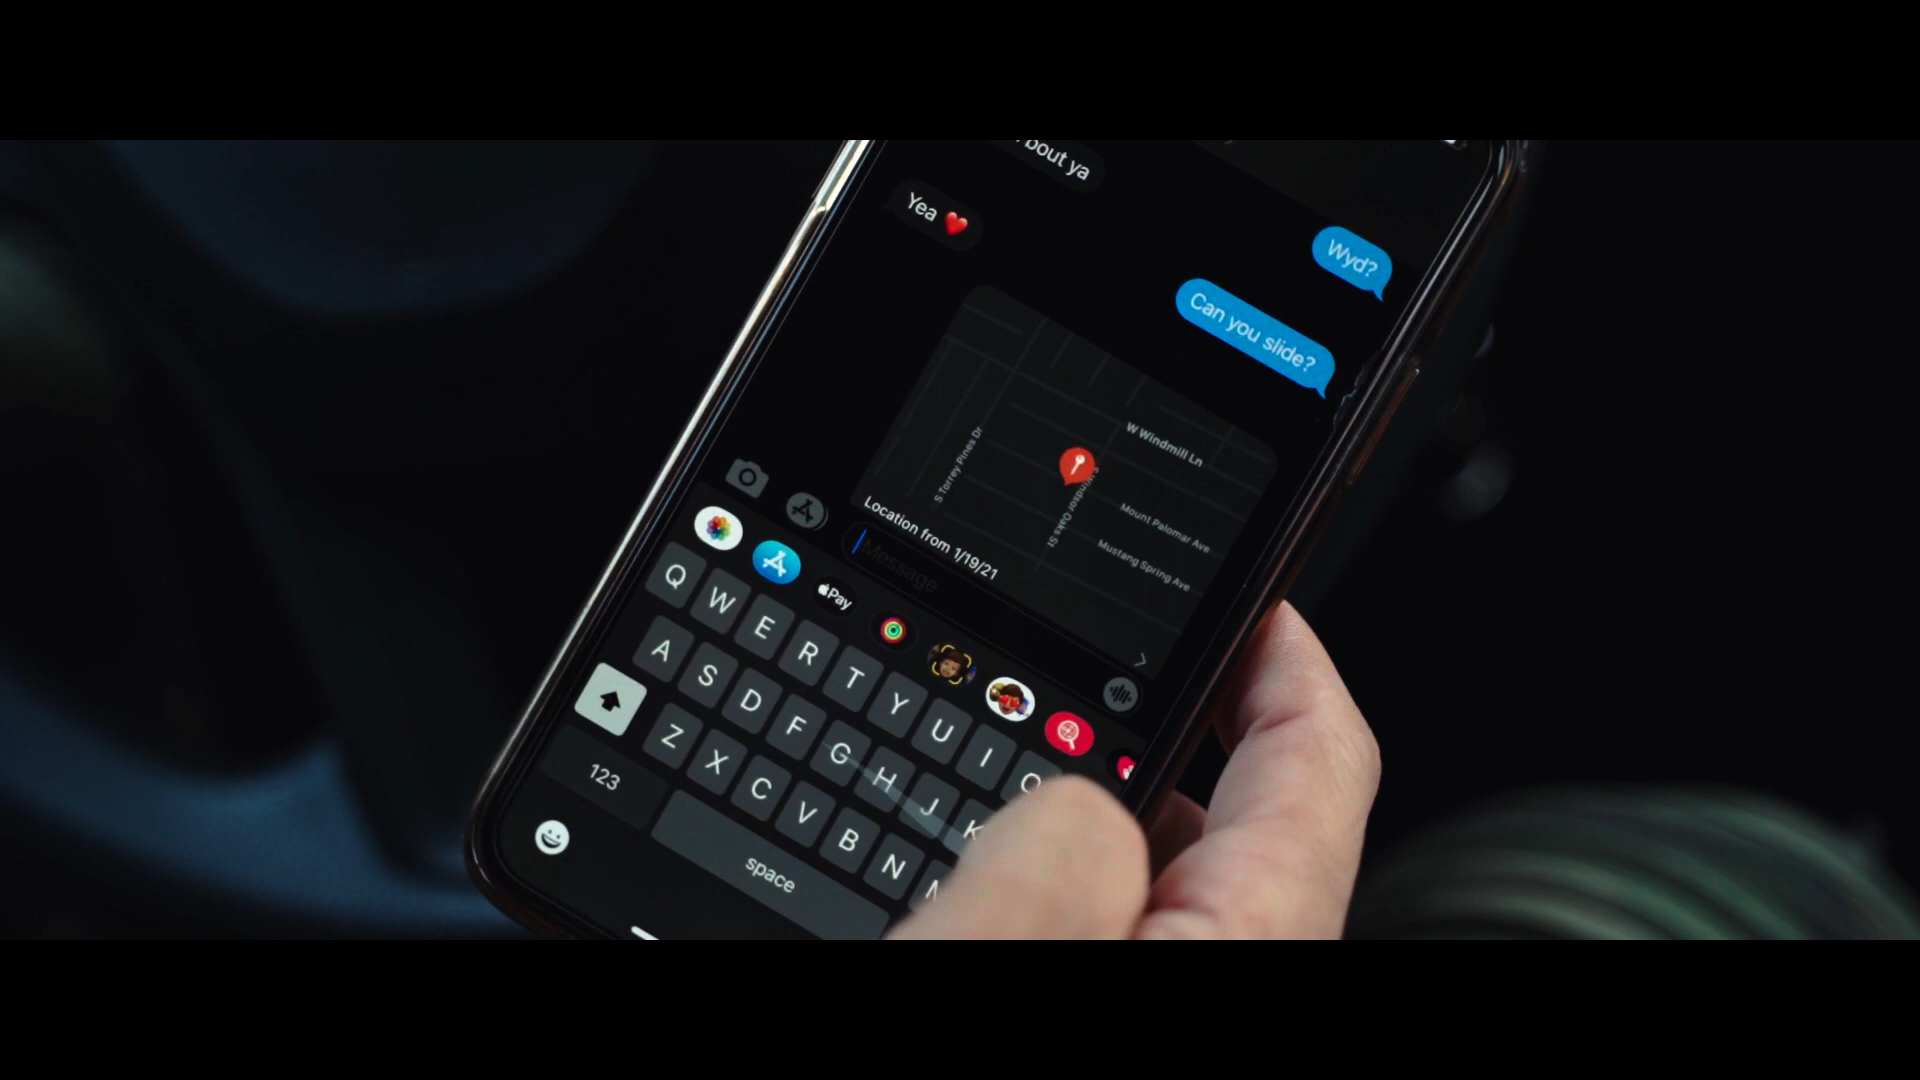 bout ya
Yea ❤️
Wyd?
Can you slide?
W Windmill Ln
S Torrey Pines Dr
Mount Palomar Ave
Mustang Spring Ave
Location from 1/19/21
Message
Pay
Q W E R T Y U I O
A S D F G H J K
Z X C V B N M
123
space